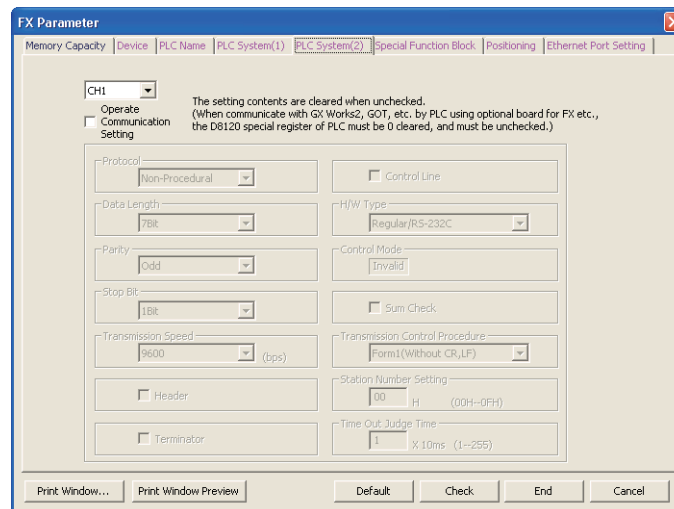 FX Parameter
Memory Capacity Device PLC Name PLC System(1) PLC System(2) Special Function Block Positioning Ethernet Port Setting
CH1
Operate
Communication
Setting
The setting contents are cleared when unchecked.
(When communicate with GX Works2, GOT, etc. by PLC using optional board for FX etc.,
the D8120 special register of PLC must be 0 cleared, and must be unchecked.)
Protocol
Non-Procedural
Control Line
Data Length
7Bit
H/W Type
Regular/RS-232C
Parity
Odd
Control Mode
Invalid
Stop Bit
1Bit
Sum Check
Transmission Speed
9600 (bps)
Transmission Control Procedure
Form1(Without CR,LF)
Header
Station Number Setting
00 H (00H--0FH)
Terminator
Time Out Judge Time
1 X 10ms (1--255)
Print Window... Print Window Preview Default Check End Cancel